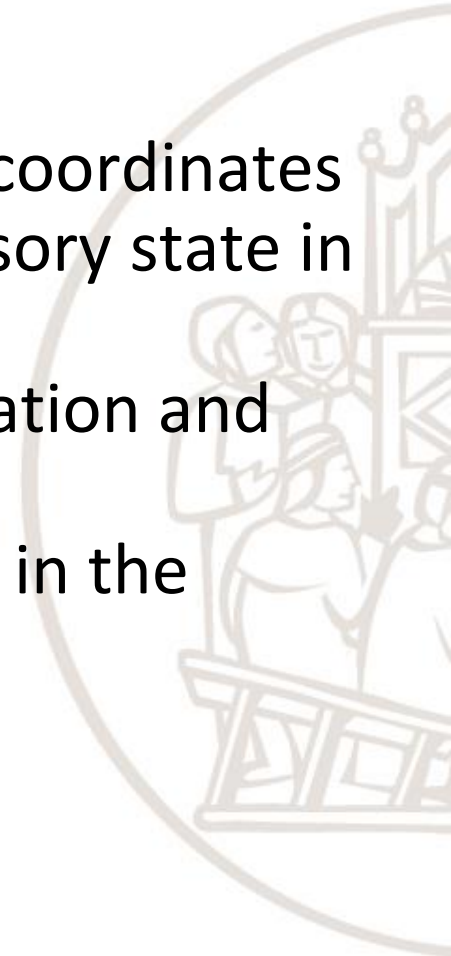 coordinates
sory state in
ation and
in the